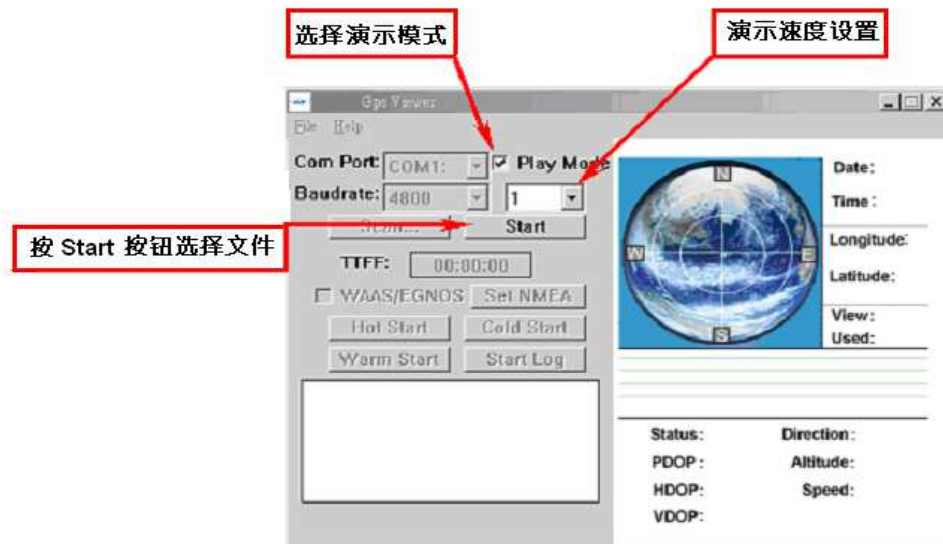 选择演示模式
演示速度设置
Gps Viewer
File Help
Com Port: COM1: Play Mode
Baudrate: 4800 1
Scan... Start
按 Start 按钮选择文件
TTFF: 00:00:00
WAAS/EGNOS Set NMEA
Hot Start Cold Start
Warm Start Start Log
N
W E
S
Date:
Time :
Longitude:
Latitude:
View :
Used:
Status: Direction:
PDOP : Altitude:
HDOP: Speed:
VDOP: